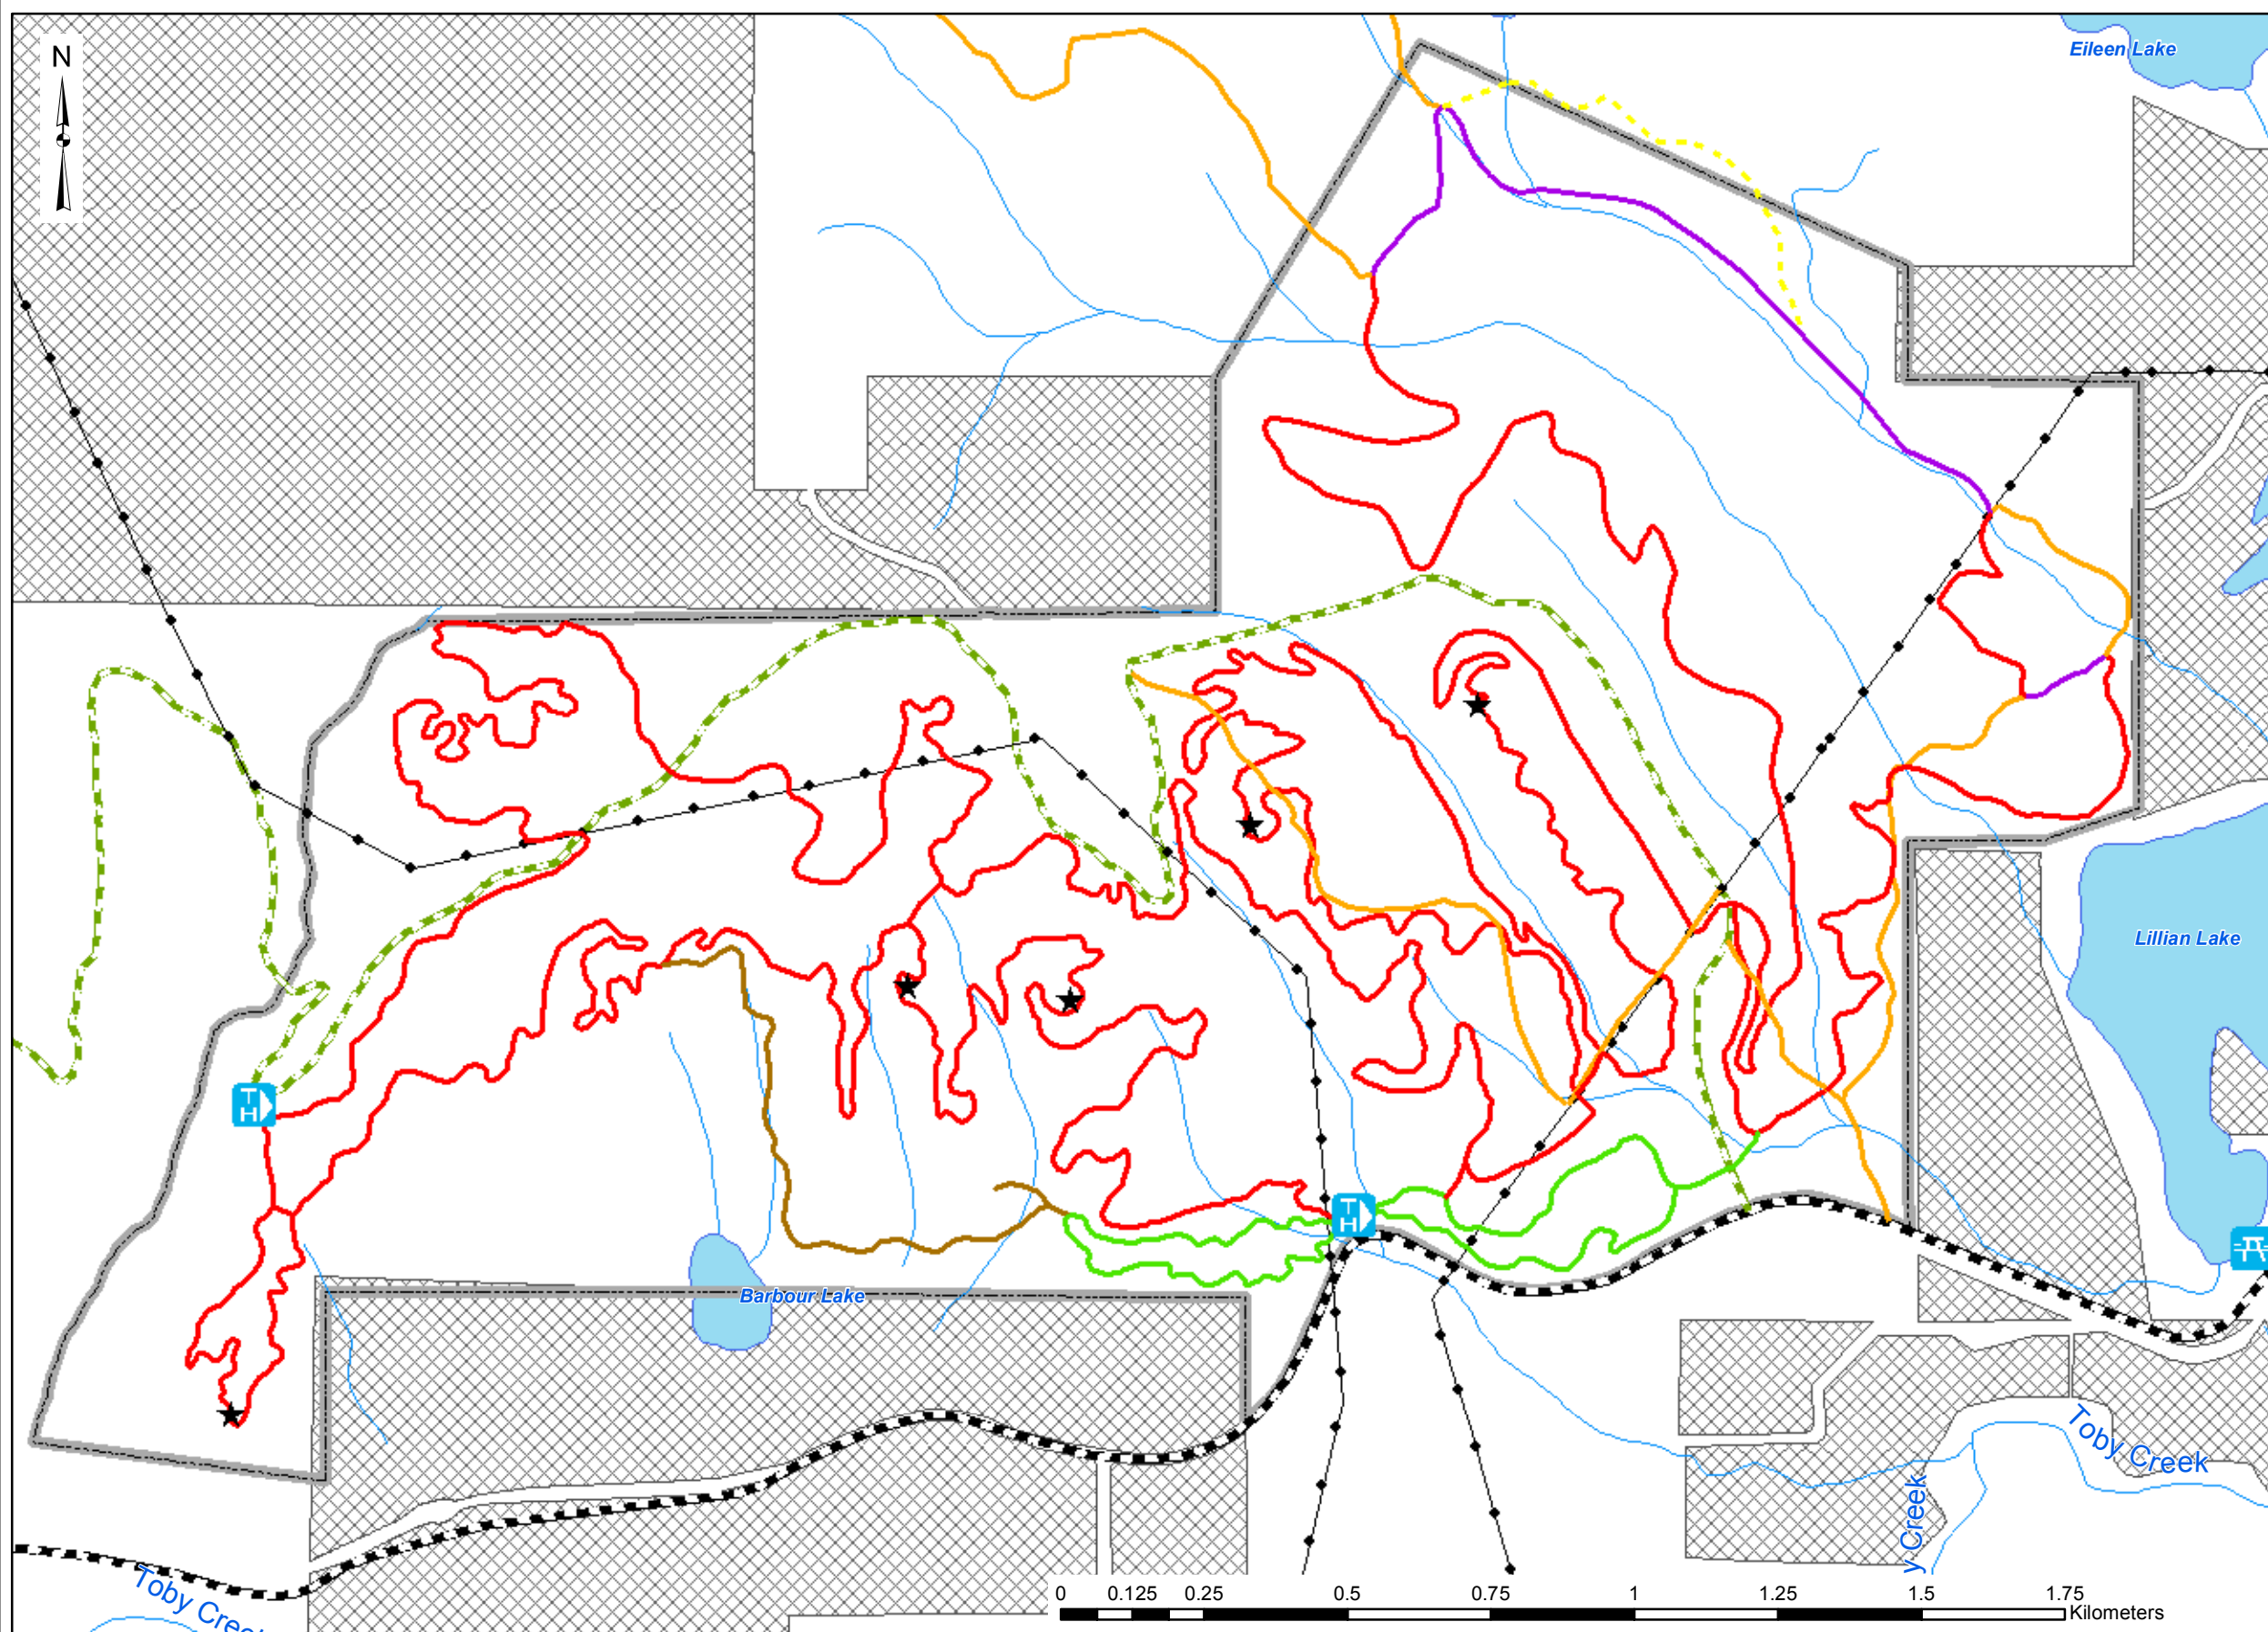 N
Eileen Lake
Lillian Lake
T
H
T
H
Barbour Lake
Toby Creek
y Creek
Toby Cree
0 0.125 0.25 0.5 0.75 1 1.25 1.5 1.75
Kilometers